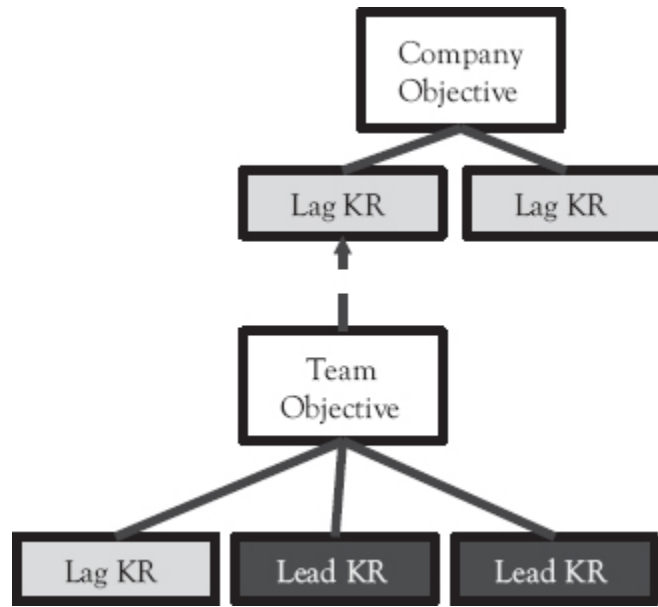 Company
Objective
Lag KR
Lag KR
Team
Objective
Lag KR
Lead KR
Lead KR